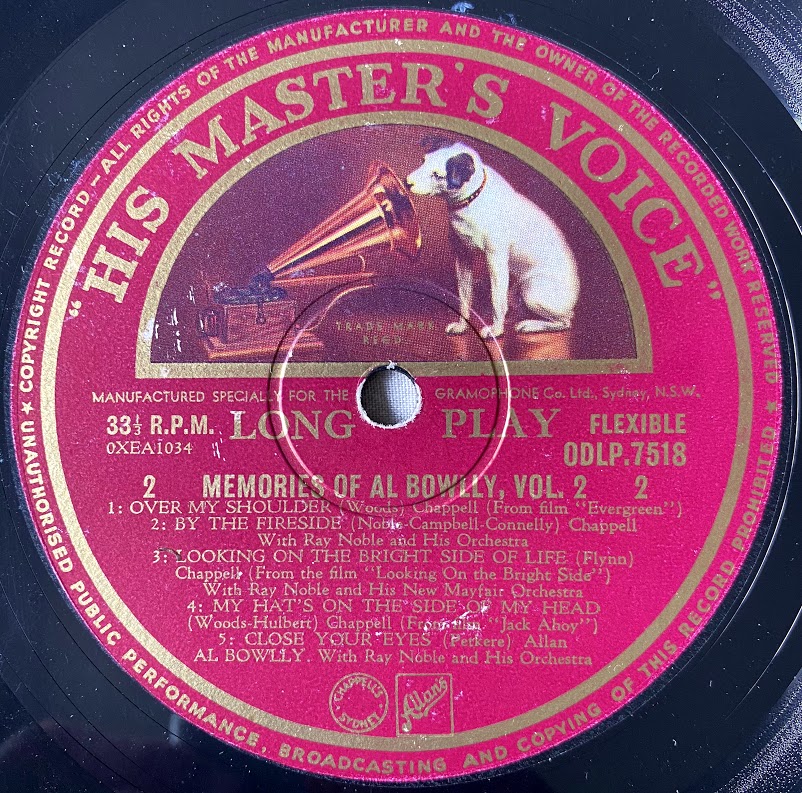 UNAUTHORISED PUBLIC PERFORMANCE, BROADCASTING AND COPYING OF THIS RECORD PROHIBITED ★ COPYRIGHT RECORD — ALL RIGHTS OF THE MANUFACTURER AND THE OWNER OF THE RECORDED WORK RESERVED ★
"HIS MASTER'S VOICE"
TRADE MARK
REGD.
MANUFACTURED SPECIALLY FOR THE GRAMOPHONE Co. Ltd., Sydney, N.S.W.
33⅓ R.P.M. LONG PLAY FLEXIBLE
0XEA1034 ODLP.7518
2 MEMORIES OF AL BOWLLY, VOL. 2 2
1: OVER MY SHOULDER (Woods) Chappell (From film "Evergreen")
2: BY THE FIRESIDE (Noble-Campbell-Connelly) Chappell
With Ray Noble and His Orchestra
3: LOOKING ON THE BRIGHT SIDE OF LIFE (Flynn)
Chappell (From the film "Looking On the Bright Side")
With Ray Noble and His New Mayfair Orchestra
4: MY HAT'S ON THE SIDE OF MY HEAD
(Woods-Hulbert) Chappell (From film "Jack Ahoy")
5: CLOSE YOUR EYES (Perkere) Allan
AL BOWLLY. With Ray Noble and His Orchestra
CHAPPELL'S SYDNEY
Allan's